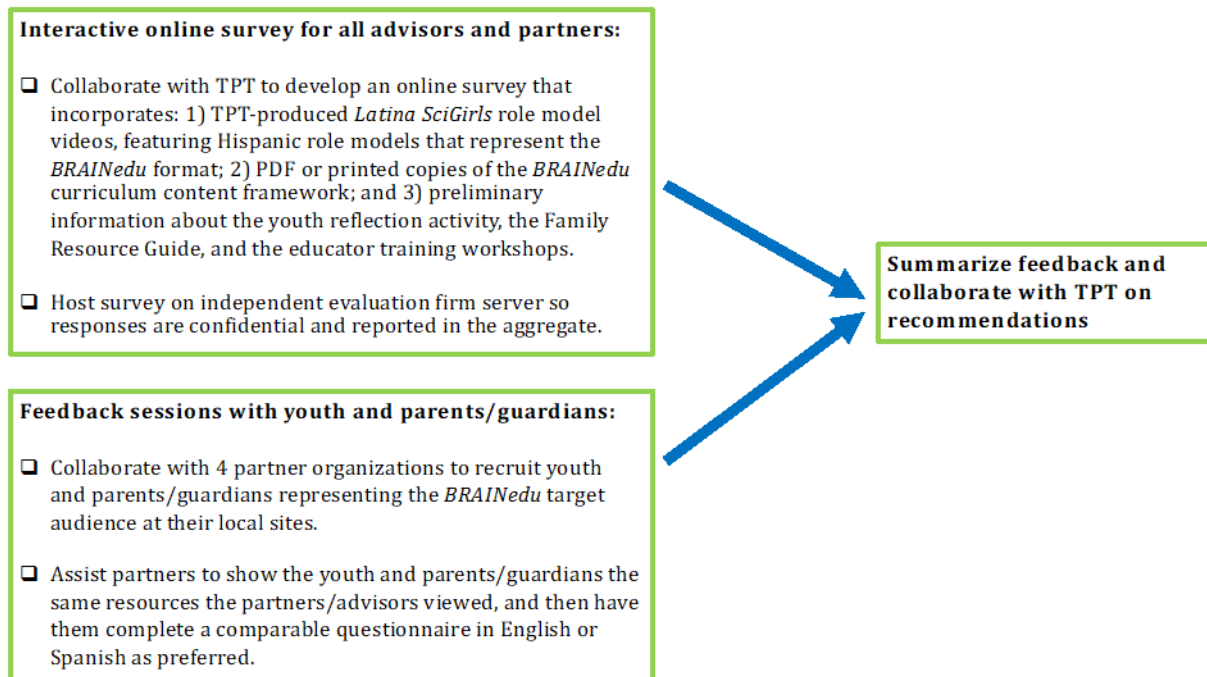 Interactive online survey for all advisors and partners:
❑ Collaborate with TPT to develop an online survey that
incorporates: 1) TPT-produced Latina SciGirls role model
videos, featuring Hispanic role models that represent the
BRAINedu format; 2) PDF or printed copies of the BRAINedu
curriculum content framework; and 3) preliminary
information about the youth reflection activity, the Family
Resource Guide, and the educator training workshops.
❑ Host survey on independent evaluation firm server so
responses are confidential and reported in the aggregate.
Feedback sessions with youth and parents/guardians:
❑ Collaborate with 4 partner organizations to recruit youth
and parents/guardians representing the BRAINedu target
audience at their local sites.
❑ Assist partners to show the youth and parents/guardians the
same resources the partners/advisors viewed, and then have
them complete a comparable questionnaire in English or
Spanish as preferred.
Summarize feedback and
collaborate with TPT on
recommendations